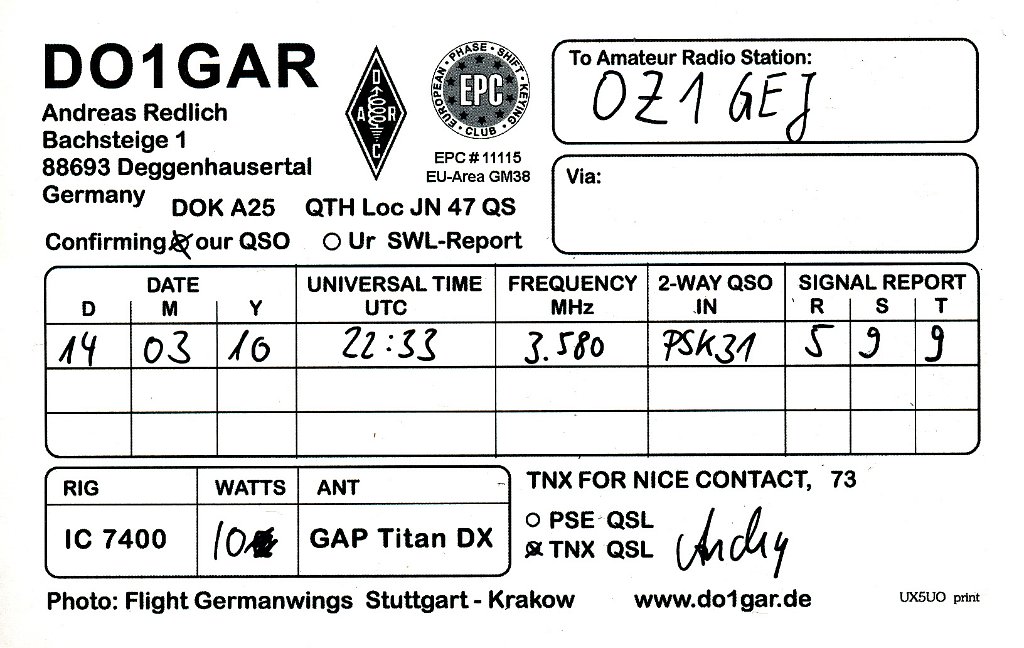 DO1GAR
Andreas Redlich
Bachsteige 1
88693 Deggenhausertal
Germany
DOK A25 QTH Loc JN 47 QS
Confirming our QSO Ur SWL-Report
DARC
EUROPEAN · PHASE · SHIFT · KEYING · CLUB ·
EPC
EPC # 11115
EU-Area GM38
To Amateur Radio Station:
OZ1GEJ
Via:
DATE UNIVERSAL TIME FREQUENCY 2-WAY QSO SIGNAL REPORT
D M Y UTC MHz IN R S T
14 03 10 22:33 3.580 PSK31 5 9 9
RIG WATTS ANT
IC 7400 10 GAP Titan DX
TNX FOR NICE CONTACT, 73
PSE QSL
TNX QSL Andy
Photo: Flight Germanwings Stuttgart - Krakow www.do1gar.de UX5UO print